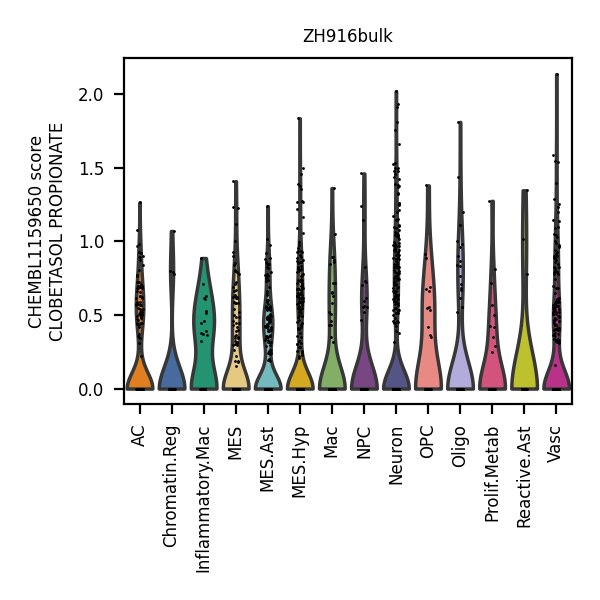 ZH916bulk
CHEMBL1159650 score
CLOBETASOL PROPIONATE
2.0
1.5
1.0
0.5
0.0
AC
Chromatin.Reg
Inflammatory.Mac
MES
MES.Ast
MES.Hyp
Mac
NPC
Neuron
OPC
Oligo
Prolif.Metab
Reactive.Ast
Vasc